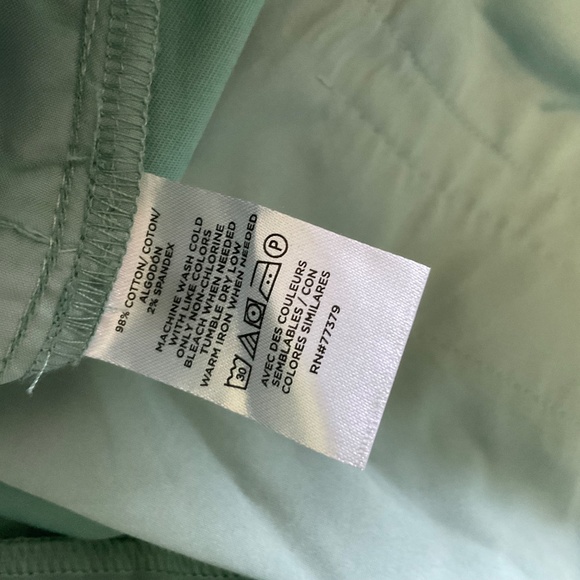 98% COTTON/COTON/
ALGODÓN
2% SPANDEX
MACHINE WASH COLD
WITH LIKE COLORS
ONLY NON-CHLORINE
BLEACH WHEN NEEDED
TUMBLE DRY LOW
WARM IRON WHEN NEEDED
30 P
AVEC DES COULEURS
SEMBLABLES / CON
COLORES SIMILARES
RN#77379